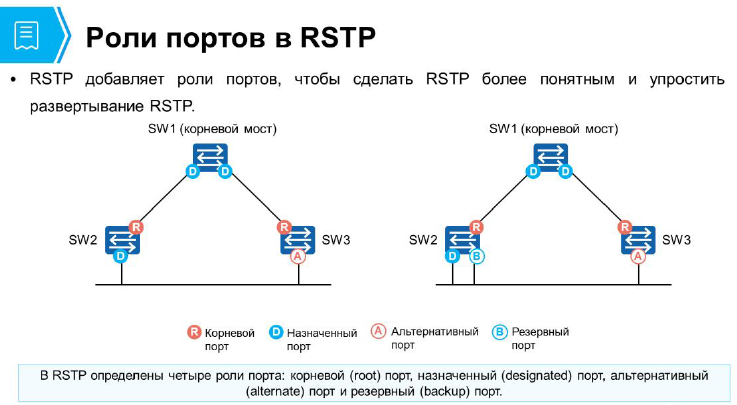 Роли портов в RSTP
• RSTP добавляет роли портов, чтобы сделать RSTP более понятным и упростить
развертывание RSTP.
SW1 (корневой мост)
SW1 (корневой мост)
D D
D D
R R
R R
SW2
SW3
SW2
SW3
D A
D B A
R Корневой порт
D Назначенный порт
A Альтернативный порт
B Резервный порт
В RSTP определены четыре роли порта: корневой (root) порт, назначенный (designated) порт, альтернативный
(alternate) порт и резервный (backup) порт.